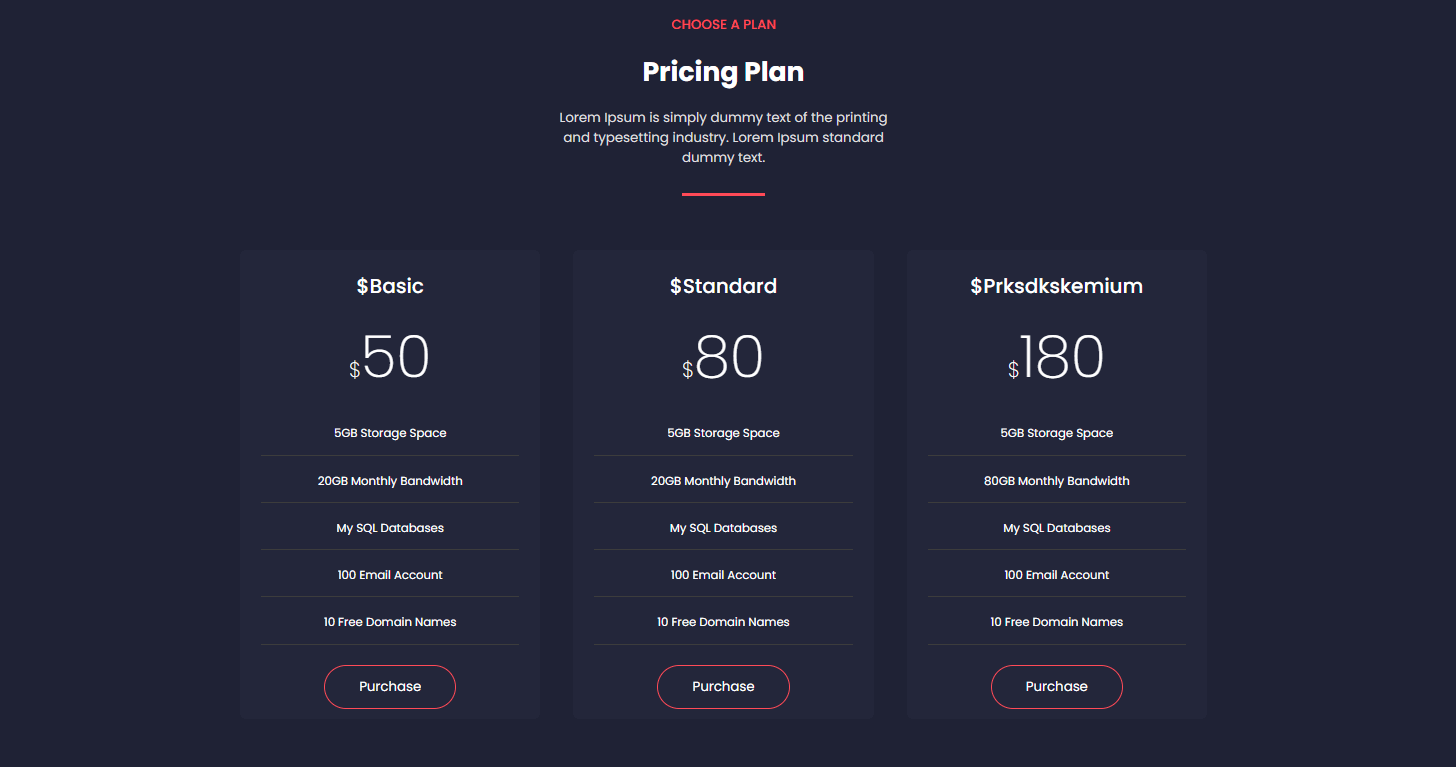 CHOOSE A PLAN
Pricing Plan
Lorem Ipsum is simply dummy text of the printing
and typesetting industry. Lorem Ipsum standard
dummy text.
$Basic
$50
5GB Storage Space
20GB Monthly Bandwidth
My SQL Databases
100 Email Account
10 Free Domain Names
Purchase
$Standard
$80
5GB Storage Space
20GB Monthly Bandwidth
My SQL Databases
100 Email Account
10 Free Domain Names
Purchase
$Prksdkskemium
$180
5GB Storage Space
80GB Monthly Bandwidth
My SQL Databases
100 Email Account
10 Free Domain Names
Purchase